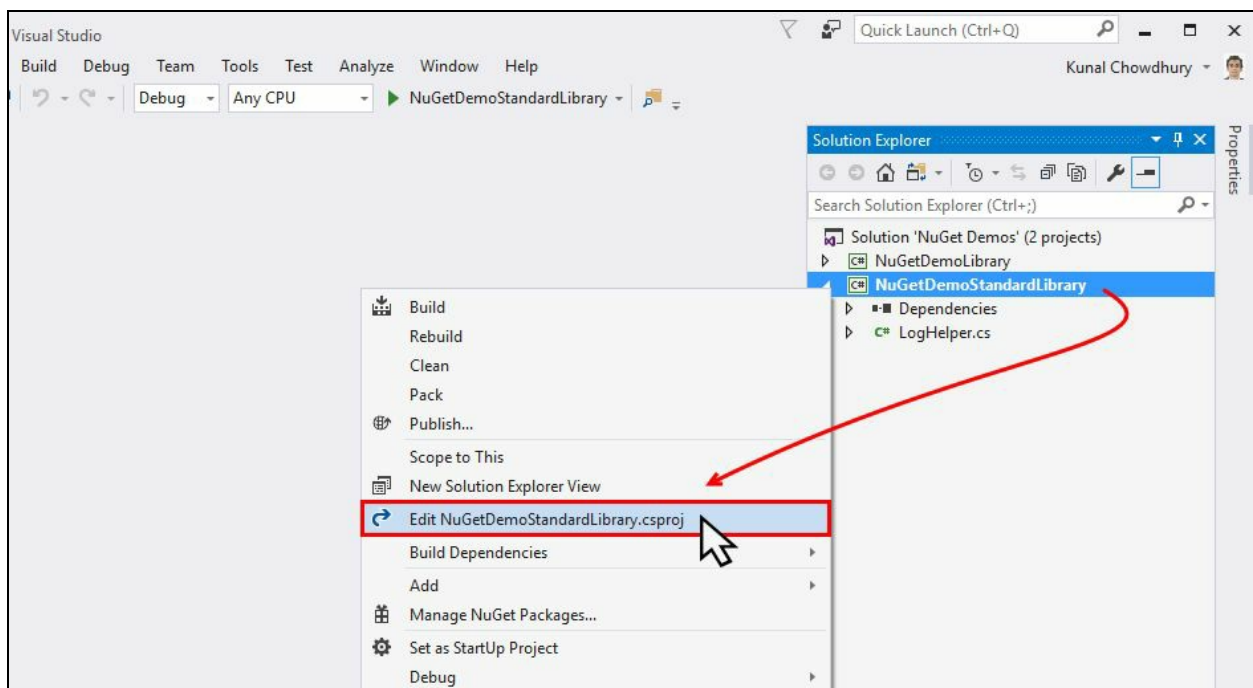 Visual Studio
Quick Launch (Ctrl+Q)
Build Debug Team Tools Test Analyze Window Help
Kunal Chowdhury
Debug Any CPU NuGetDemoStandardLibrary
Solution Explorer
Properties
Search Solution Explorer (Ctrl+;)
Solution 'NuGet Demos' (2 projects)
C# NuGetDemoLibrary
C# NuGetDemoStandardLibrary
Dependencies
C# LogHelper.cs
Build
Rebuild
Clean
Pack
Publish...
Scope to This
New Solution Explorer View
Edit NuGetDemoStandardLibrary.csproj
Build Dependencies
Add
Manage NuGet Packages...
Set as StartUp Project
Debug